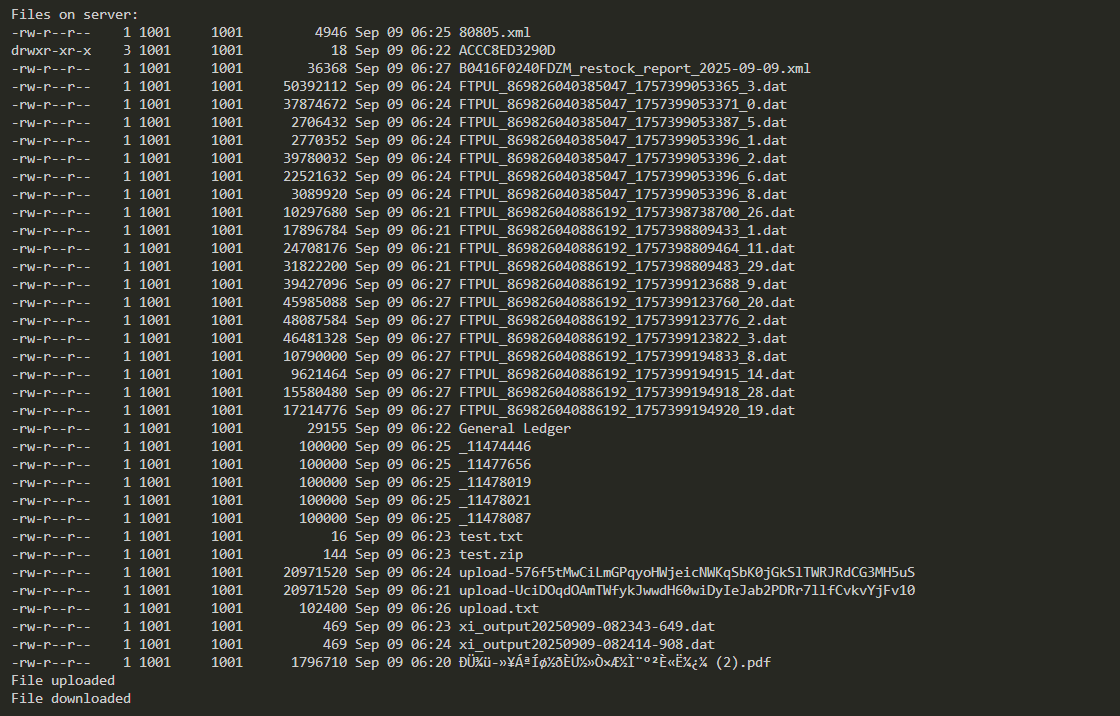 Files on server:
-rw-r--r--    1 1001     1001         4946 Sep 09 06:25 80805.xml
drwxr-xr-x    3 1001     1001           18 Sep 09 06:22 ACCC8ED3290D
-rw-r--r--    1 1001     1001        36368 Sep 09 06:27 B0416F0240FDZM_restock_report_2025-09-09.xml
-rw-r--r--    1 1001     1001     50392112 Sep 09 06:24 FTPUL_869826040385047_1757399053365_3.dat
-rw-r--r--    1 1001     1001     37874672 Sep 09 06:24 FTPUL_869826040385047_1757399053371_0.dat
-rw-r--r--    1 1001     1001      2706432 Sep 09 06:24 FTPUL_869826040385047_1757399053387_5.dat
-rw-r--r--    1 1001     1001      2770352 Sep 09 06:24 FTPUL_869826040385047_1757399053396_1.dat
-rw-r--r--    1 1001     1001     39780032 Sep 09 06:24 FTPUL_869826040385047_1757399053396_2.dat
-rw-r--r--    1 1001     1001     22521632 Sep 09 06:24 FTPUL_869826040385047_1757399053396_6.dat
-rw-r--r--    1 1001     1001      3089920 Sep 09 06:24 FTPUL_869826040385047_1757399053396_8.dat
-rw-r--r--    1 1001     1001     10297680 Sep 09 06:21 FTPUL_869826040886192_1757398738700_26.dat
-rw-r--r--    1 1001     1001     17896784 Sep 09 06:21 FTPUL_869826040886192_1757398809433_1.dat
-rw-r--r--    1 1001     1001     24708176 Sep 09 06:21 FTPUL_869826040886192_1757398809464_11.dat
-rw-r--r--    1 1001     1001     31822200 Sep 09 06:21 FTPUL_869826040886192_1757398809483_29.dat
-rw-r--r--    1 1001     1001     39427096 Sep 09 06:27 FTPUL_869826040886192_1757399123688_9.dat
-rw-r--r--    1 1001     1001     45985088 Sep 09 06:27 FTPUL_869826040886192_1757399123760_20.dat
-rw-r--r--    1 1001     1001     48087584 Sep 09 06:27 FTPUL_869826040886192_1757399123776_2.dat
-rw-r--r--    1 1001     1001     46481328 Sep 09 06:27 FTPUL_869826040886192_1757399123822_3.dat
-rw-r--r--    1 1001     1001     10790000 Sep 09 06:27 FTPUL_869826040886192_1757399194833_8.dat
-rw-r--r--    1 1001     1001      9621464 Sep 09 06:27 FTPUL_869826040886192_1757399194915_14.dat
-rw-r--r--    1 1001     1001     15580480 Sep 09 06:27 FTPUL_869826040886192_1757399194918_28.dat
-rw-r--r--    1 1001     1001     17214776 Sep 09 06:27 FTPUL_869826040886192_1757399194920_19.dat
-rw-r--r--    1 1001     1001        29155 Sep 09 06:22 General Ledger
-rw-r--r--    1 1001     1001       100000 Sep 09 06:25 _11474446
-rw-r--r--    1 1001     1001       100000 Sep 09 06:25 _11477656
-rw-r--r--    1 1001     1001       100000 Sep 09 06:25 _11478019
-rw-r--r--    1 1001     1001       100000 Sep 09 06:25 _11478021
-rw-r--r--    1 1001     1001       100000 Sep 09 06:25 _11478087
-rw-r--r--    1 1001     1001           16 Sep 09 06:23 test.txt
-rw-r--r--    1 1001     1001          144 Sep 09 06:23 test.zip
-rw-r--r--    1 1001     1001     20971520 Sep 09 06:24 upload-576f5tMwCiLmGPqyoHWjeicNWKqSbK0jGkSlTWRJRdCG3MH5uS
-rw-r--r--    1 1001     1001     20971520 Sep 09 06:21 upload-UciDOqdOAmTWfykJwwdH60wiDyIeJab2PDRr7llfCvkvYjFv10
-rw-r--r--    1 1001     1001       102400 Sep 09 06:26 upload.txt
-rw-r--r--    1 1001     1001          469 Sep 09 06:23 xi_output20250909-082343-649.dat
-rw-r--r--    1 1001     1001          469 Sep 09 06:24 xi_output20250909-082414-908.dat
-rw-r--r--    1 1001     1001      1796710 Sep 09 06:20 ÐÜ¾ü-»¥ÁªÍø½ðÈÚ½»Ò×Æ½Ì¨°²È«Ë¼¿¼ (2).pdf
File uploaded
File downloaded